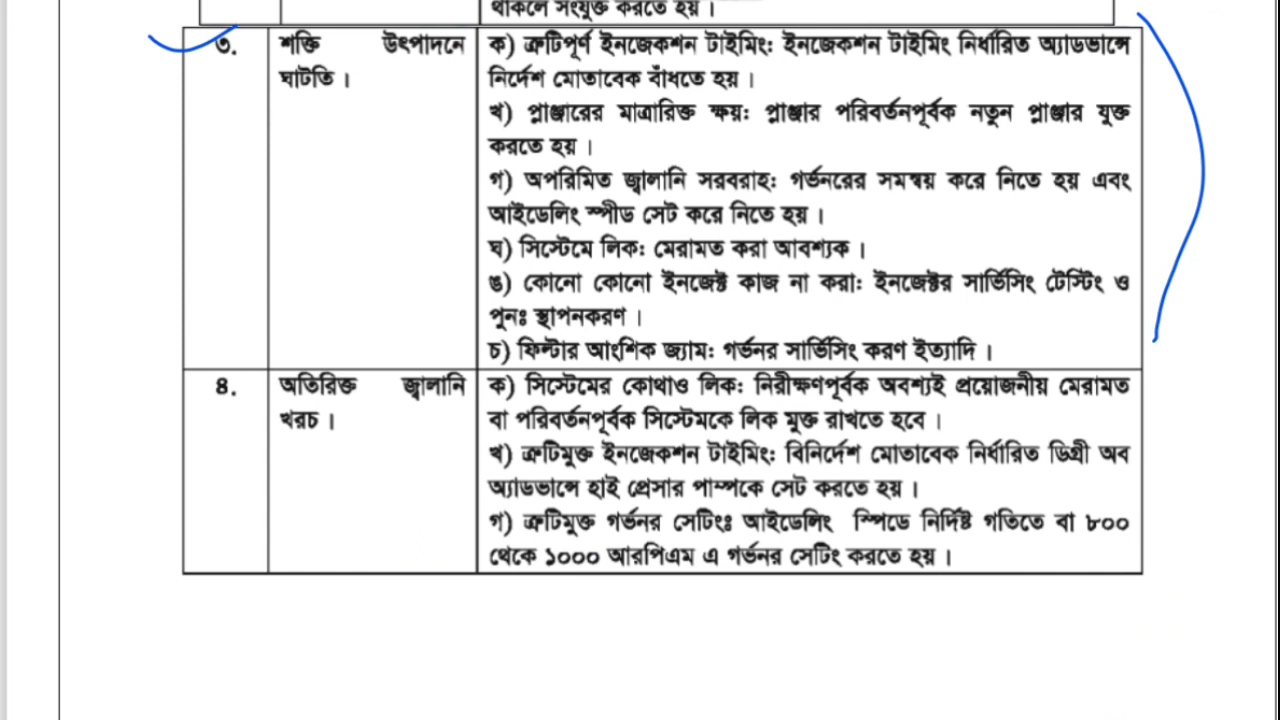 থাকলে সংযুক্ত করতে হয়।
৩.
শক্তি উৎপাদনে
ঘাটতি।
ক) ত্রুটিপূর্ণ ইনজেকশন টাইমিং: ইনজেকশন টাইমিং নির্ধারিত অ্যাডভান্সে
নির্দেশ মোতাবেক বাঁধতে হয়।
খ) প্লাঞ্জারের মাত্রারিক্ত ক্ষয়: প্লাঞ্জার পরিবর্তনপূর্বক নতুন প্লাঞ্জার যুক্ত
করতে হয়।
গ) অপরিমিত জ্বালানি সরবরাহ: গর্ভনরের সমন্বয় করে নিতে হয় এবং
আইডেলিং স্পীড সেট করে নিতে হয়।
ঘ) সিস্টেমে লিক: মেরামত করা আবশ্যক।
ঙ) কোনো কোনো ইনজেক্ট কাজ না করা: ইনজেক্টর সার্ভিসিং টেস্টিং ও
পুনঃ স্থাপনকরণ।
চ) ফিল্টার আংশিক জ্যাম: গর্ভনর সার্ভিসিং করণ ইত্যাদি।
৪.
অতিরিক্ত জ্বালানি
খরচ।
ক) সিস্টেমের কোথাও লিক: নিরীক্ষণপূর্বক অবশ্যই প্রয়োজনীয় মেরামত
বা পরিবর্তনপূর্বক সিস্টেমকে লিক মুক্ত রাখতে হবে।
খ) ত্রুটিমুক্ত ইনজেকশন টাইমিং: বিনির্দেশ মোতাবেক নির্ধারিত ডিগ্রী অব
অ্যাডভান্সে হাই প্রেসার পাম্পকে সেট করতে হয়।
গ) ত্রুটিমুক্ত গর্ভনর সেটিংঃ আইডেলিং স্পিডে নির্দিষ্ট গতিতে বা ৮০০
থেকে ১০০০ আরপিএম এ গর্ভনর সেটিং করতে হয়।